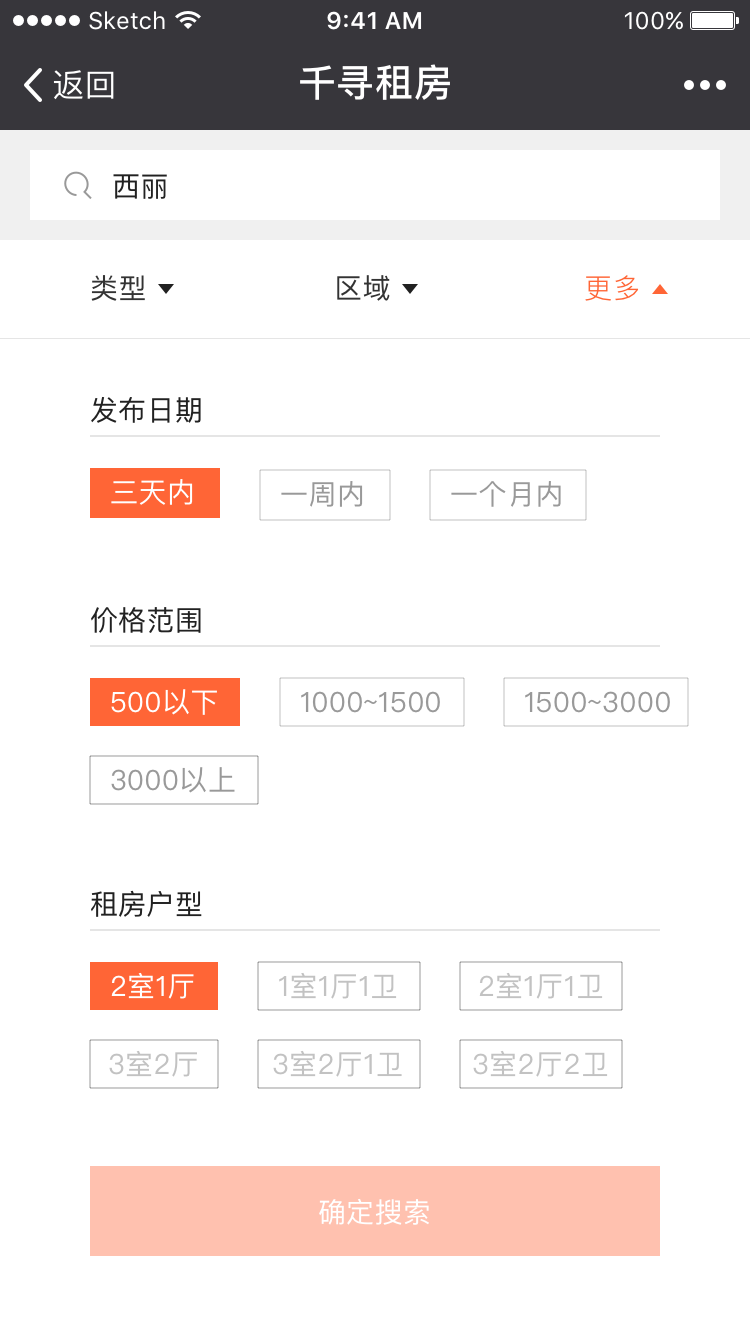 Sketch 9:41 AM 100%
返回 千寻租房
西丽
类型 区域 更多
发布日期
三天内 一周内 一个月内
价格范围
500以下 1000~1500 1500~3000
3000以上
租房户型
2室1厅 1室1厅1卫 2室1厅1卫
3室2厅 3室2厅1卫 3室2厅2卫
确定搜索